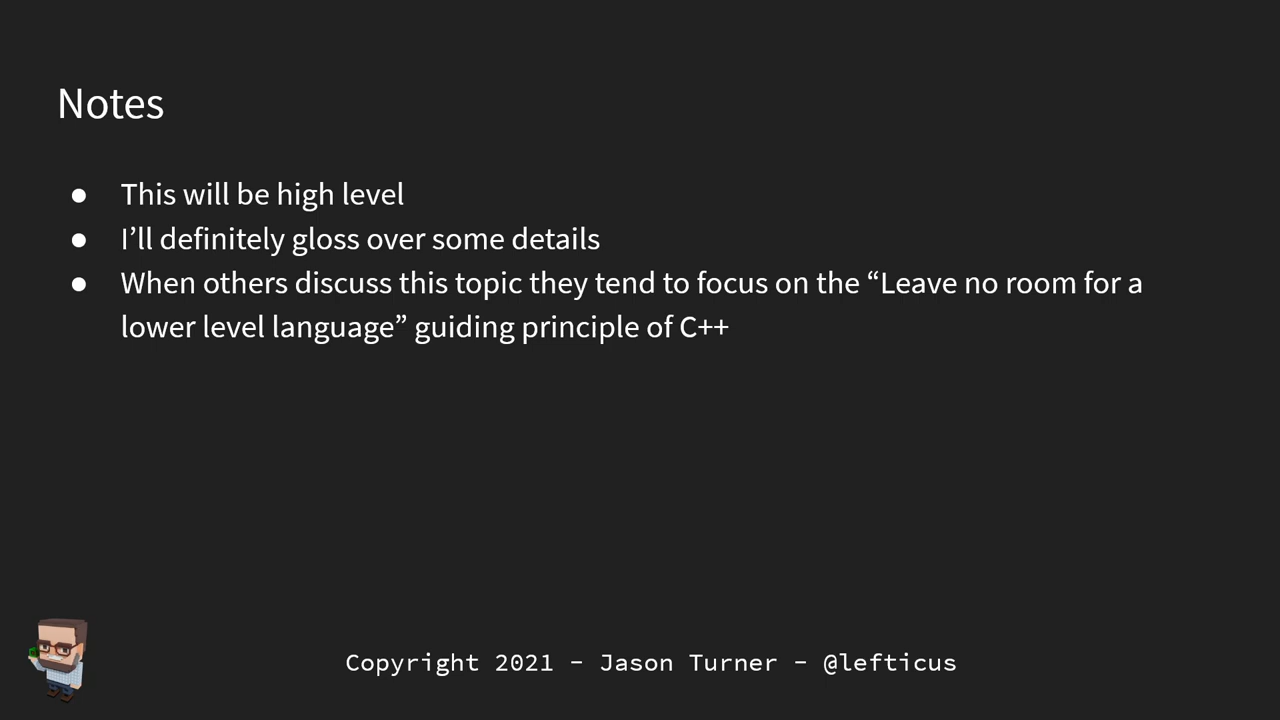 Notes
● This will be high level
● I’ll definitely gloss over some details
● When others discuss this topic they tend to focus on the “Leave no room for a
lower level language” guiding principle of C++
Copyright 2021 - Jason Turner - @lefticus